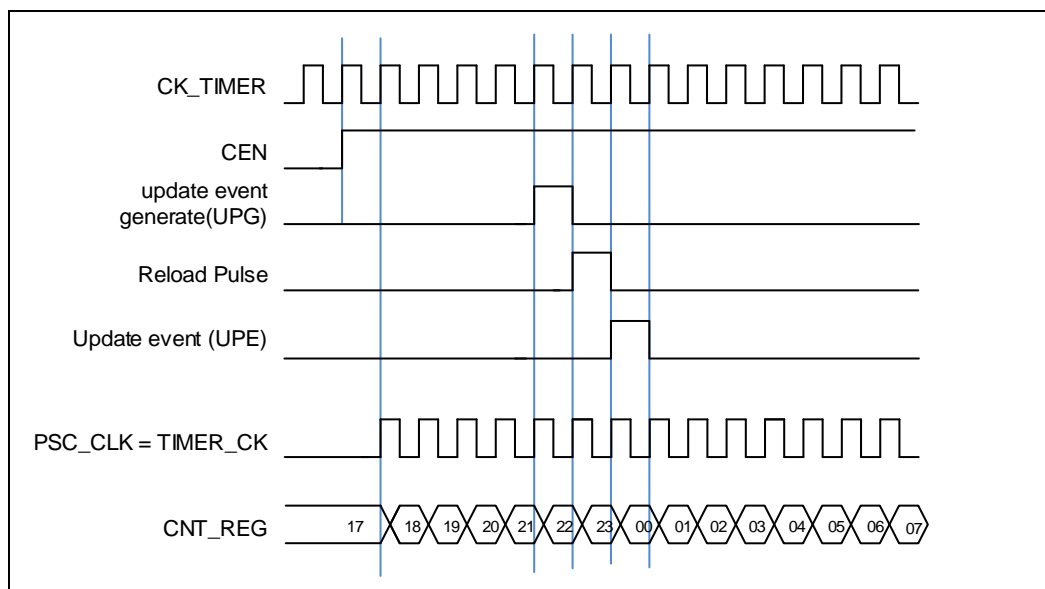 CK_TIMER
CEN
update event
generate(UPG)
Reload Pulse
Update event (UPE)
PSC_CLK = TIMER_CK
CNT_REG 17 18 19 20 21 22 23 00 01 02 03 04 05 06 07